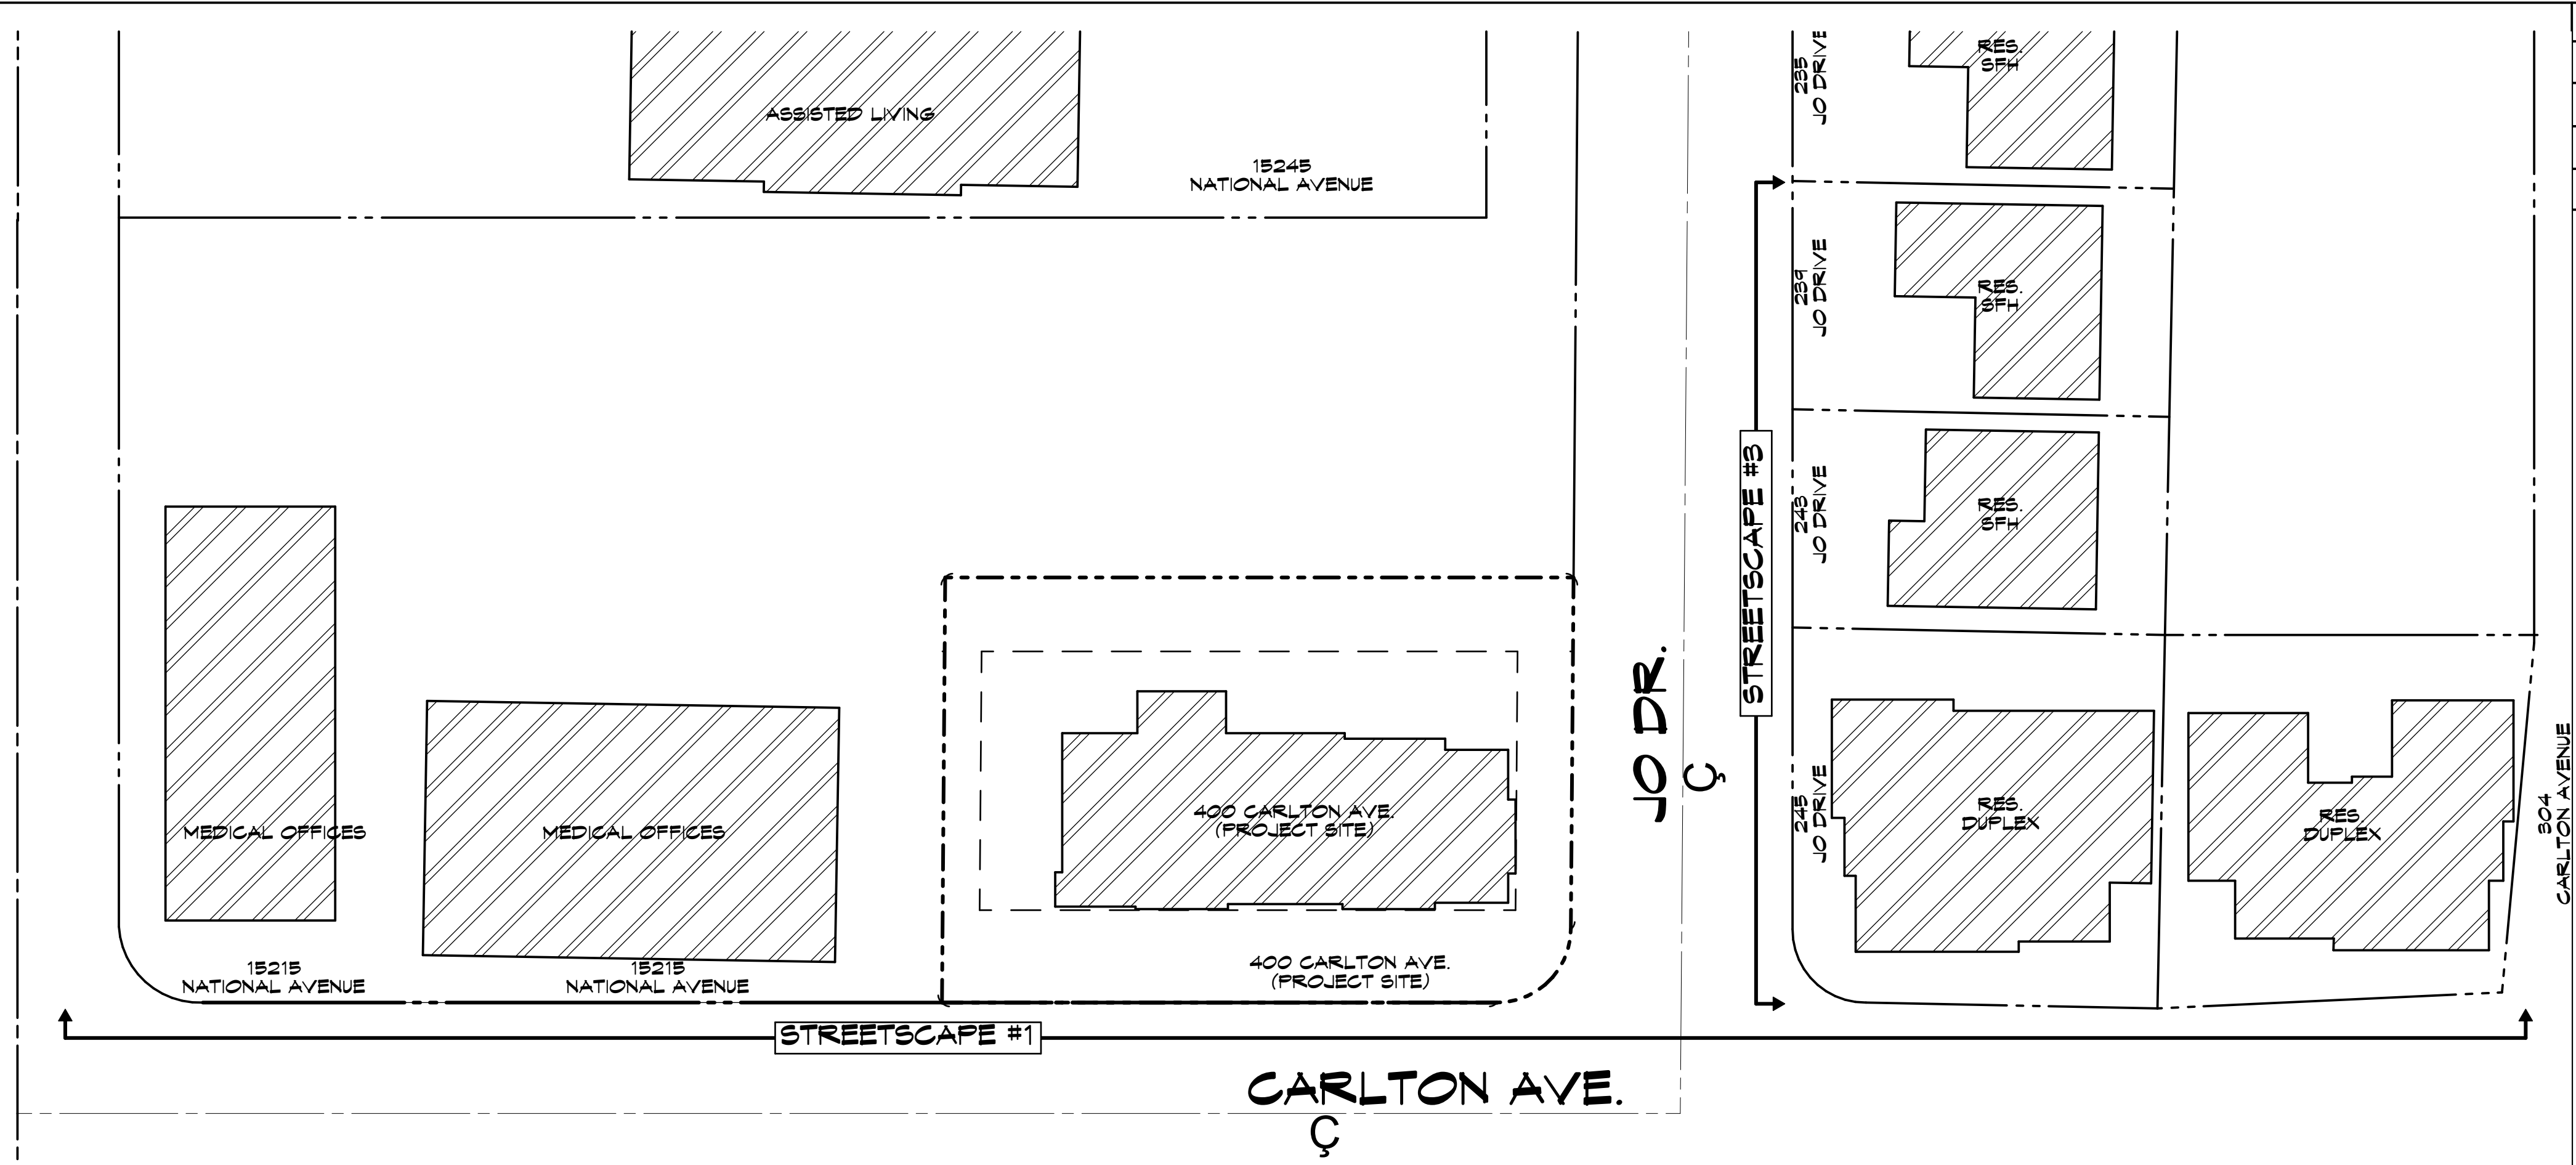 ASSISTED LIVING
15245
NATIONAL AVENUE
235
JO DRIVE
RES.
SFH
239
JO DRIVE
RES.
SFH
STREETSCAPE #3
243
JO DRIVE
RES.
SFH
JO DR.
Ç
245
JO DRIVE
RES.
DUPLEX
RES
DUPLEX
304
CARLTON AVENUE
MEDICAL OFFICES
MEDICAL OFFICES
400 CARLTON AVE.
(PROJECT SITE)
15215
NATIONAL AVENUE
15215
NATIONAL AVENUE
400 CARLTON AVE.
(PROJECT SITE)
STREETSCAPE #1
CARLTON AVE.
Ç